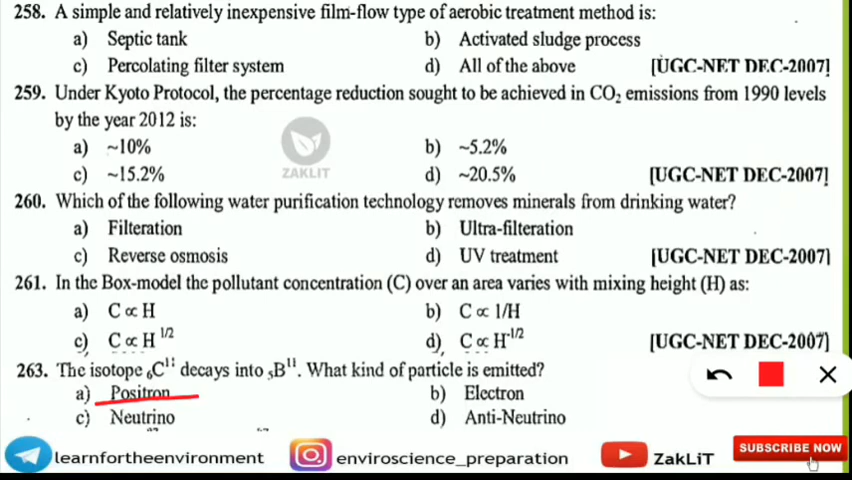 258. A simple and relatively inexpensive film-flow type of aerobic treatment method is:
a) Septic tank b) Activated sludge process
c) Percolating filter system d) All of the above [UGC-NET DEC-2007]
259. Under Kyoto Protocol, the percentage reduction sought to be achieved in CO₂ emissions from 1990 levels
by the year 2012 is:
a) ~10% b) ~5.2%
c) ~15.2% d) ~20.5% [UGC-NET DEC-2007]
ZAKLIT
260. Which of the following water purification technology removes minerals from drinking water?
a) Filteration b) Ultra-filteration
c) Reverse osmosis d) UV treatment [UGC-NET DEC-2007]
261. In the Box-model the pollutant concentration (C) over an area varies with mixing height (H) as:
a) C ∝ H b) C ∝ 1/H
c) C ∝ H^1/2 d) C ∝ H^-1/2 [UGC-NET DEC-2007]
263. The isotope ₆C¹¹ decays into ₅B¹¹. What kind of particle is emitted?
a) Positron b) Electron
c) Neutrino d) Anti-Neutrino
learnfortheenvironment enviroscience_preparation ZakLiT SUBSCRIBE NOW